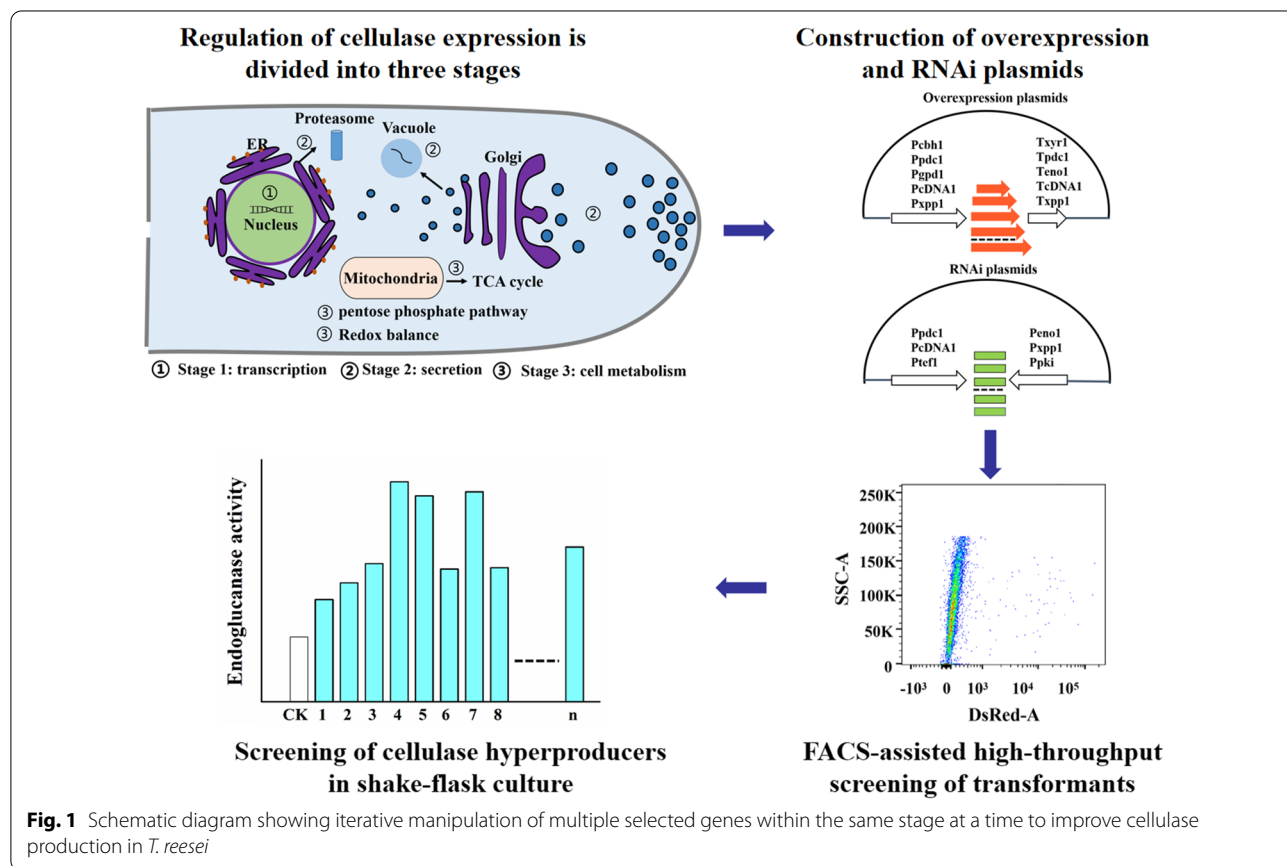 Regulation of cellulase expression is
divided into three stages
Proteasome
ER
②
Vacuole
②
Golgi
①
Nucleus
②
Mitochondria
③
TCA cycle
③ pentose phosphate pathway
③ Redox balance
① Stage 1: transcription ② Stage 2: secretion ③ Stage 3: cell metabolism
Construction of overexpression
and RNAi plasmids
Overexpression plasmids
Pcbh1
Ppdc1
Pgpd1
PcDNA1
Pxpp1
Txyr1
Tpdc1
Teno1
TcDNA1
Txpp1
RNAi plasmids
Ppdc1
PcDNA1
Ptef1
Peno1
Pxpp1
Ppki
SSC-A
250K
200K
150K
100K
50K
0
-10³ 0 10³ 10⁴ 10⁵
DsRed-A
FACS-assisted high-throughput
screening of transformants
Endoglucanase activity
CK 1 2 3 4 5 6 7 8 n
Screening of cellulase hyperproducers
in shake-flask culture
Fig. 1 Schematic diagram showing iterative manipulation of multiple selected genes within the same stage at a time to improve cellulase
production in T. reesei